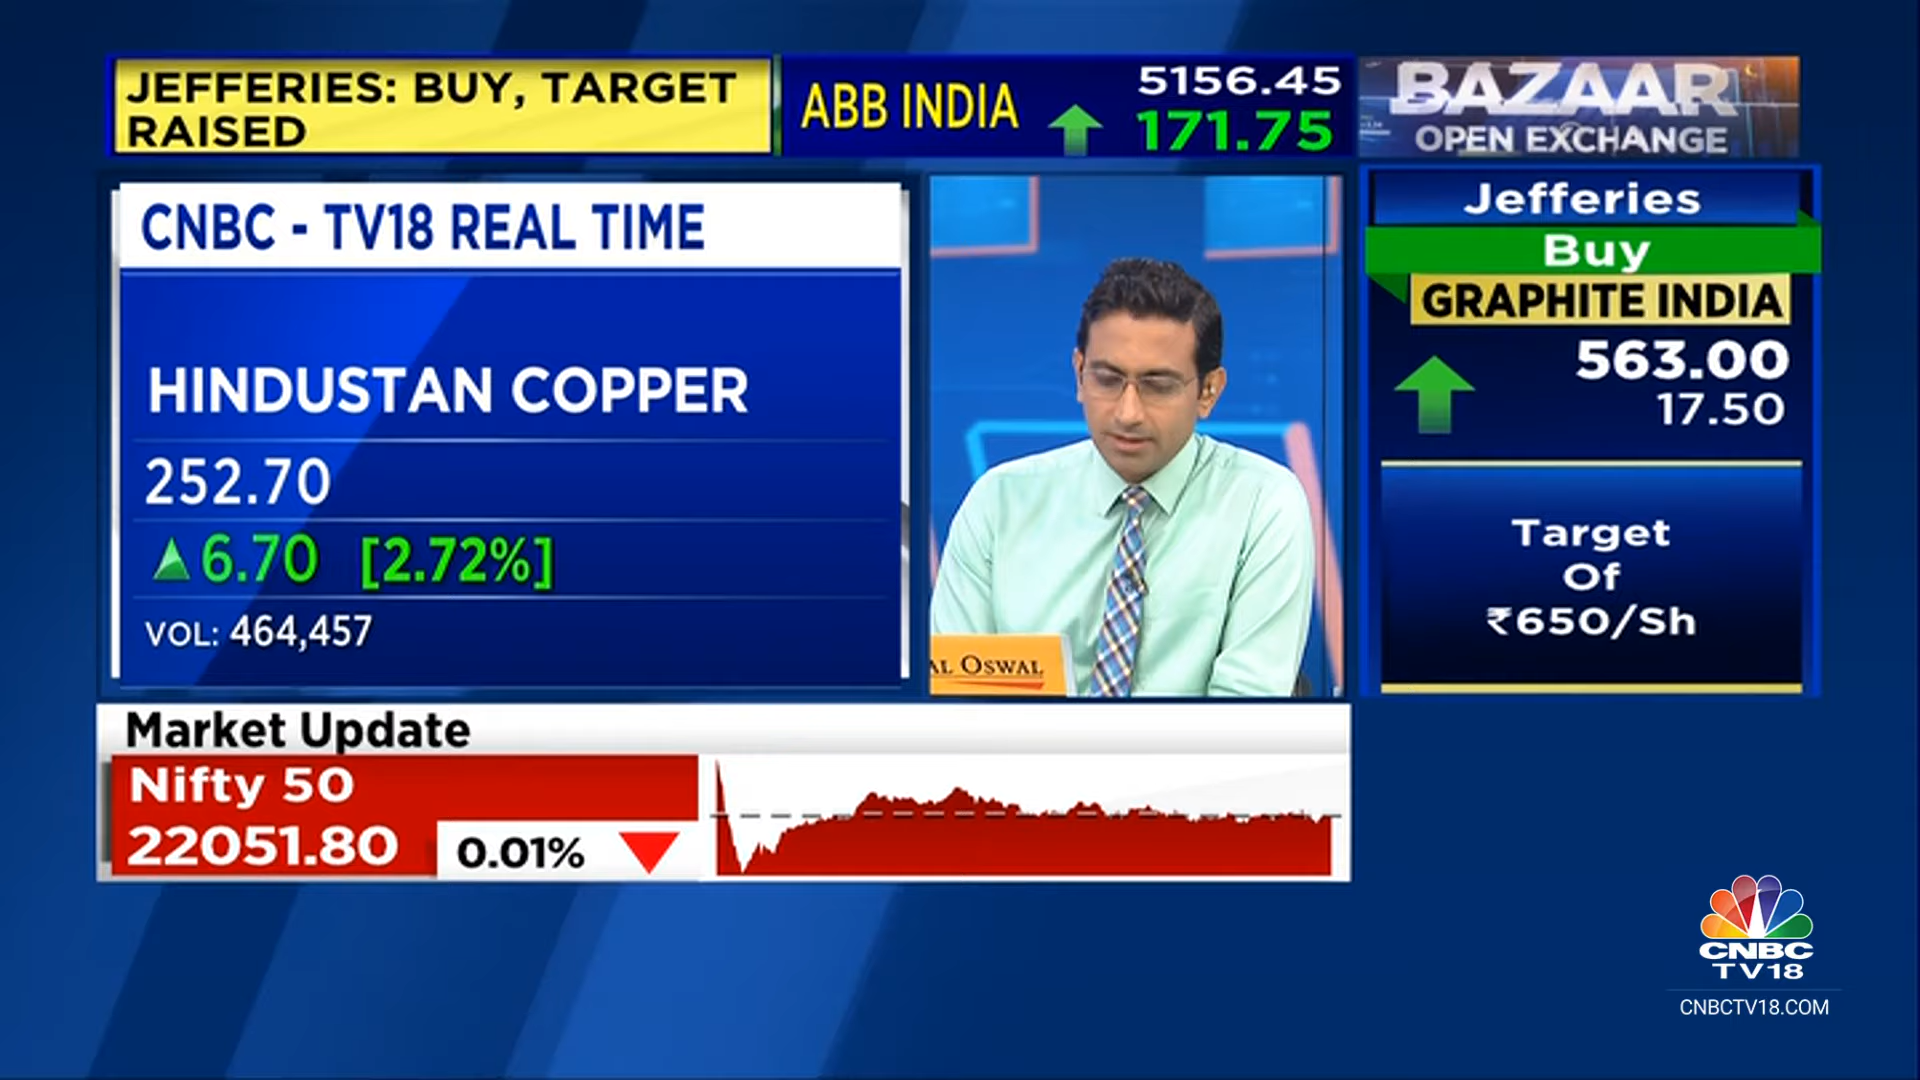 JEFFERIES: BUY, TARGET
RAISED
ABB INDIA
5156.45
171.75
BAZAAR
OPEN EXCHANGE
CNBC - TV18 REAL TIME
HINDUSTAN COPPER
252.70
6.70 [2.72%]
VOL: 464,457
AL OSWAL
Jefferies
Buy
GRAPHITE INDIA
563.00
17.50
Target
Of
₹650/Sh
Market Update
Nifty 50
22051.80
0.01%
CNBC
TV18
CNBCTV18.COM